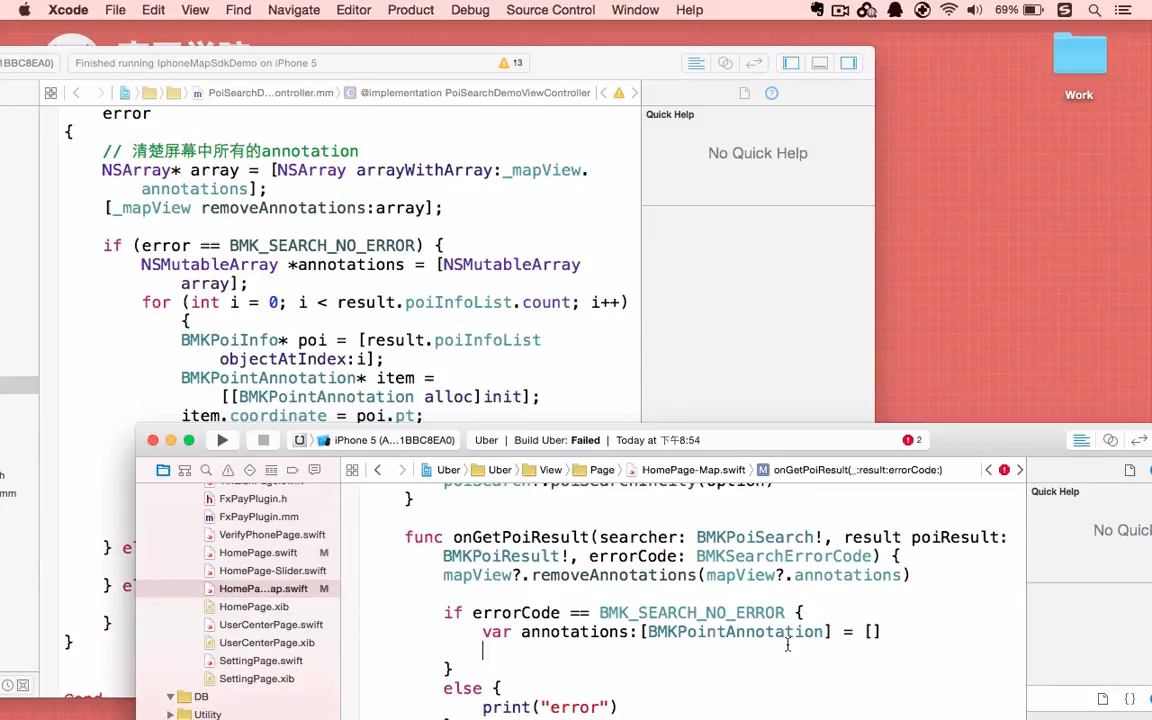 Xcode File Edit View Find Navigate Editor Product Debug Source Control Window Help 69%
1BBC8EA0) Finished running IphoneMapSdkDemo on iPhone 5 13
PoiSearchD...ontroller.mm @implementation PoiSearchDemoViewController
Work
Quick Help
No Quick Help
error
{
// 清楚屏幕中所有的annotation
NSArray* array = [NSArray arrayWithArray:_mapView.
annotations];
[_mapView removeAnnotations:array];
if (error == BMK_SEARCH_NO_ERROR) {
NSMutableArray *annotations = [NSMutableArray
array];
for (int i = 0; i < result.poiInfoList.count; i++)
{
BMKPoiInfo* poi = [result.poiInfoList
objectAtIndex:i];
BMKPointAnnotation* item =
[[BMKPointAnnotation alloc]init];
item.coordinate = poi.pt;
} el
} el
}
}
mm
iPhone 5 (A...1BBC8EA0) Uber | Build Uber: Failed | Today at 下午8:54 2
Uber Uber View Page HomePage-Map.swift onGetPoiResult(_:result:errorCode:)
FxPayPlugin.h
FxPayPlugin.mm
VerifyPhonePage.swift
HomePage.swift M
HomePage-Slider.swift
HomePa...ap.swift M
HomePage.xib
UserCenterPage.swift
UserCenterPage.xib
SettingPage.swift
SettingPage.xib
DB
Utility
}
func onGetPoiResult(searcher: BMKPoiSearch!, result poiResult:
BMKPoiResult!, errorCode: BMKSearchErrorCode) {
mapView?.removeAnnotations(mapView?.annotations)
if errorCode == BMK_SEARCH_NO_ERROR {
var annotations:[BMKPointAnnotation] = []
}
else {
print("error")
Quick Help
No Quick